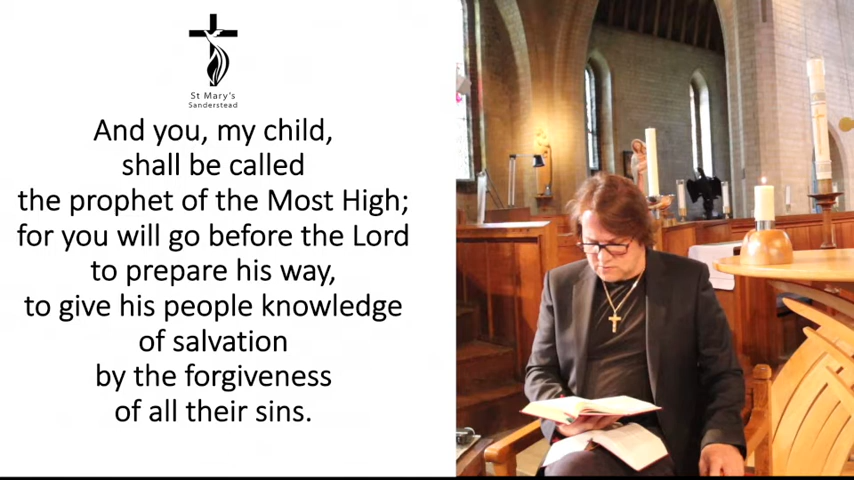 St Mary's
Sanderstead
And you, my child,
shall be called
the prophet of the Most High;
for you will go before the Lord
to prepare his way,
to give his people knowledge
of salvation
by the forgiveness
of all their sins.